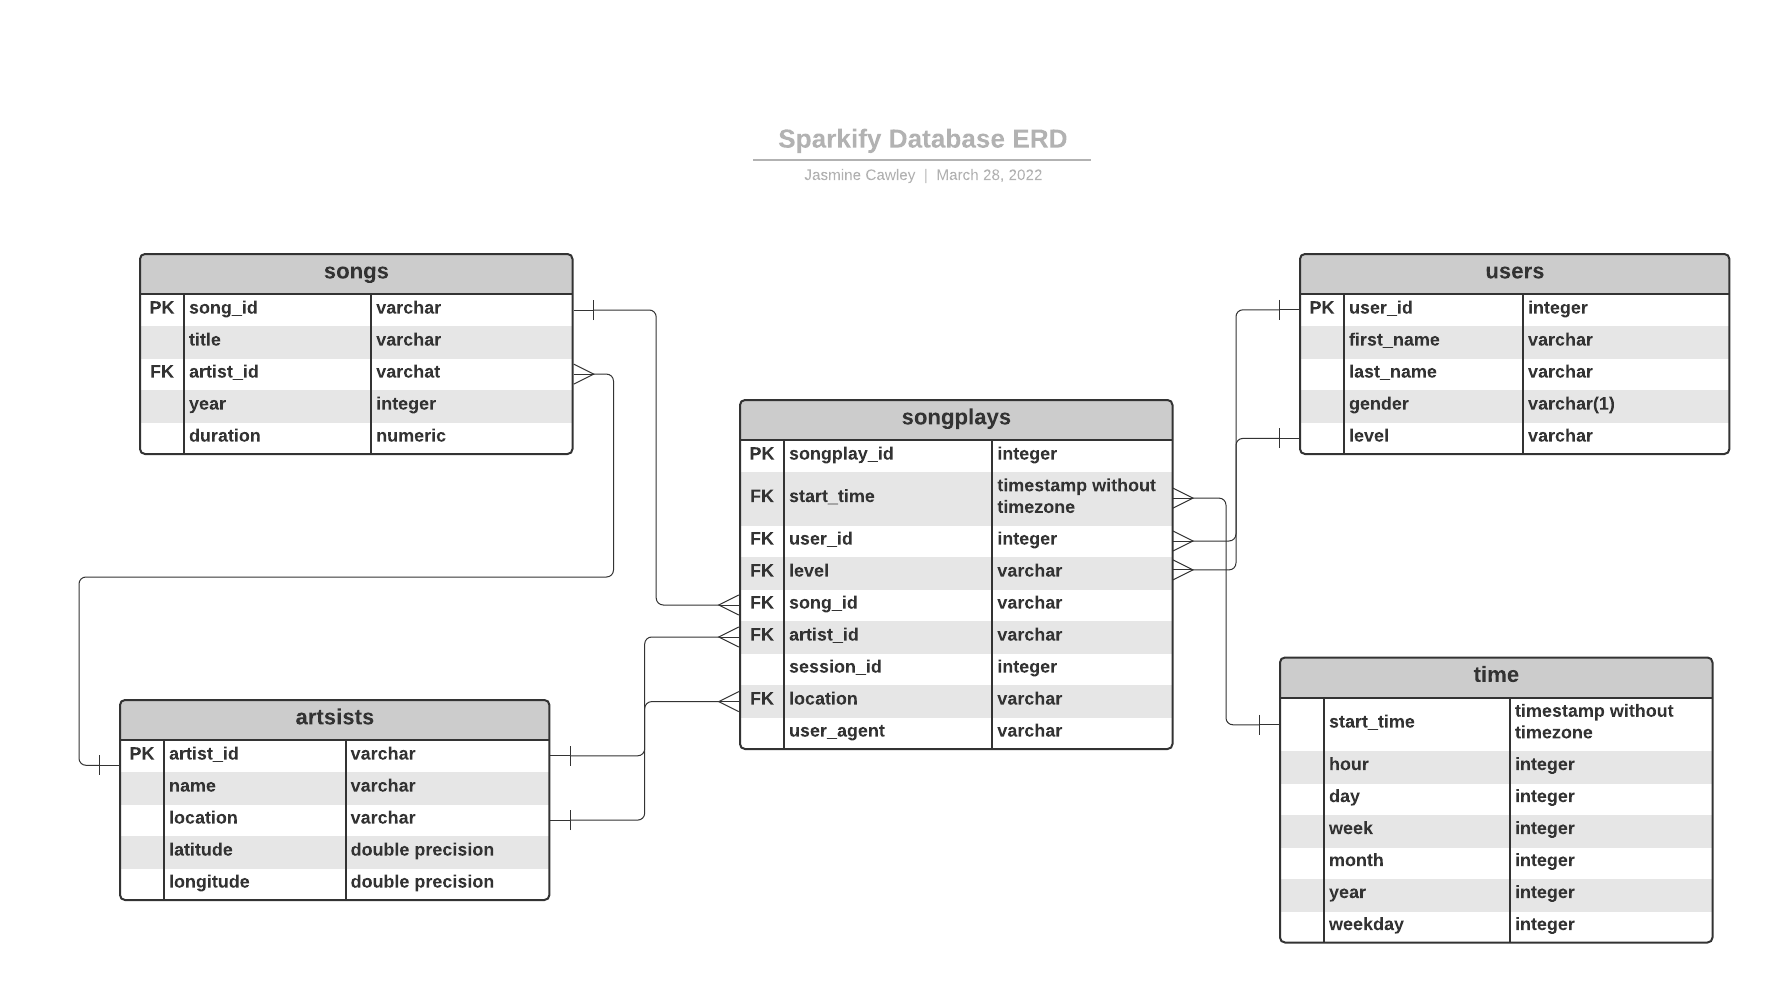 Sparkify Database ERD
Jasmine Cawley | March 28, 2022
songs
PK song_id varchar
title varchar
FK artist_id varchat
year integer
duration numeric
users
PK user_id integer
first_name varchar
last_name varchar
gender varchar(1)
level varchar
songplays
PK songplay_id integer
FK start_time timestamp without
timezone
FK user_id integer
FK level varchar
FK song_id varchar
FK artist_id varchar
session_id integer
FK location varchar
user_agent varchar
artsists
PK artist_id varchar
name varchar
location varchar
latitude double precision
longitude double precision
time
start_time timestamp without
timezone
hour integer
day integer
week integer
month integer
year integer
weekday integer